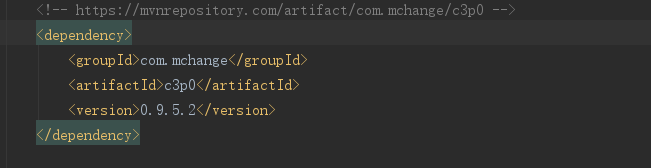 <!-- https://mvnrepository.com/artifact/com.mchange/c3p0 -->
<dependency>
<groupId>com.mchange</groupId>
<artifactId>c3p0</artifactId>
<version>0.9.5.2</version>
</dependency>